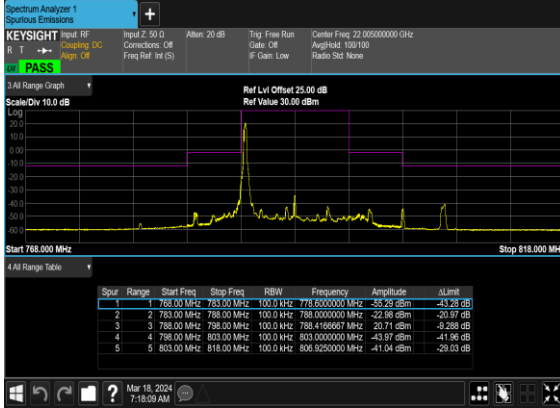 Spectrum Analyzer 1
Spurious Emissions
+
KEYSIGHT Input: RF Input Z: 50 Ω Atten: 20 dB Trig: Free Run Center Freq: 22.005000000 GHz
R T Coupling: DC Corrections: Off Gate: Off Avg|Hold: 100/100
Align: Off Freq Ref: Int (S) IF Gain: Low Radio Std: None
PASS
3 All Range Graph
Ref Lvl Offset 25.00 dB
Scale/Div 10.0 dB Ref Value 30.00 dBm
Log
20.0
10.0
0.00
-10.0
-20.0
-30.0
-40.0
-50.0
-60.0
Start 768.000 MHz Stop 818.000 MH
4 All Range Table
Spur Range Start Freq Stop Freq RBW Frequency Amplitude ΔLimit
1 1 768.00 MHz 783.00 MHz 100.0 kHz 778.6000000 MHz -55.29 dBm -43.28 dB
2 2 783.00 MHz 788.00 MHz 100.0 kHz 788.0000000 MHz -22.98 dBm -20.97 dB
3 3 788.00 MHz 798.00 MHz 100.0 kHz 788.4166667 MHz 20.71 dBm -9.288 dB
4 4 798.00 MHz 803.00 MHz 100.0 kHz 803.0000000 MHz -43.97 dBm -41.96 dB
5 5 803.00 MHz 818.00 MHz 100.0 kHz 806.9250000 MHz -41.04 dBm -29.03 dB
? Mar 18, 2024
7:18:09 AM